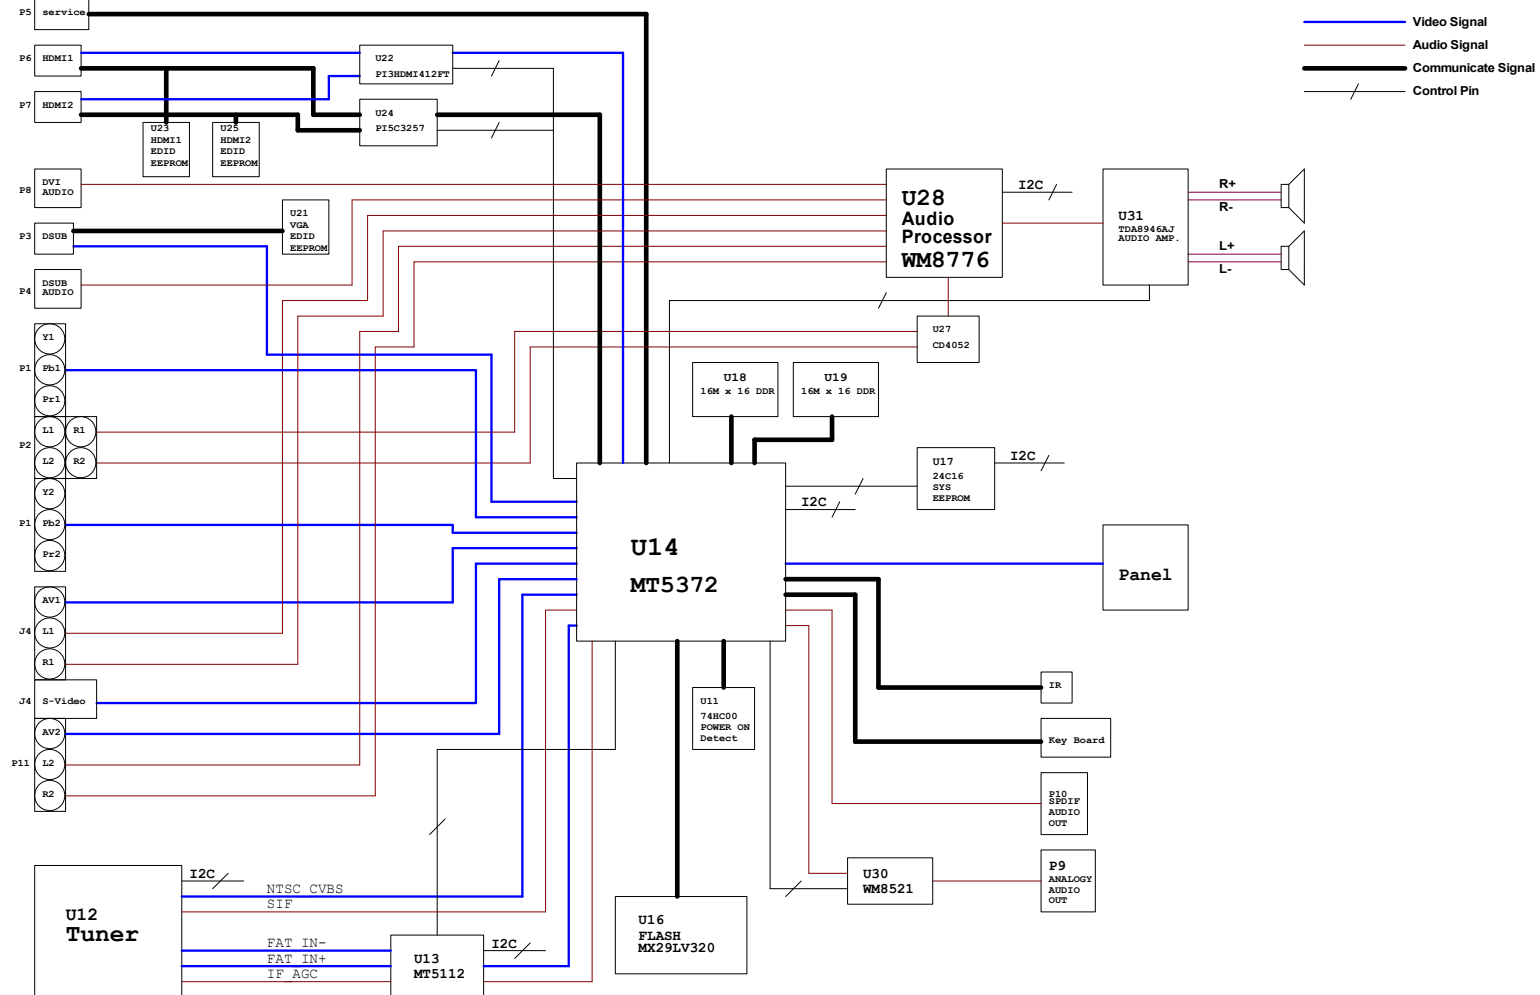 P5 service
Video Signal
Audio Signal
Communicate Signal
Control Pin
P6 HDMI1
U22
PI3HDMI412FT
P7 HDMI2
U24
PI5C3257
U23
HDMI1
EDID
EEPROM
U25
HDMI2
EDID
EEPROM
P8 DVI
AUDIO
U21
VGA
EDID
EEPROM
P3 DSUB
P4 DSUB
AUDIO
U28
Audio
Processor
WM8776
I2C
U31
TDA8946AJ
AUDIO AMP.
R+
R-
L+
L-
U27
CD4052
Y1
P1 Pb1
Pr1
L1 R1
P2
L2 R2
Y2
P1 Pb2
Pr2
U18
16M x 16 DDR
U19
16M x 16 DDR
U17
24C16
SYS
EEPROM
I2C
I2C
U14
MT5372
Panel
AV1
J4 L1
R1
J4 S-Video
AV2
P11 L2
R2
U11
74HC00
POWER ON
Detect
IR
Key Board
P10
SPDIF
AUDIO
OUT
U30
WM8521
P9
ANALOGY
AUDIO
OUT
U16
FLASH
MX29LV320
U12
Tuner
I2C
NTSC CVBS
SIF
FAT IN-
FAT IN+
IF AGC
U13
MT5112
I2C